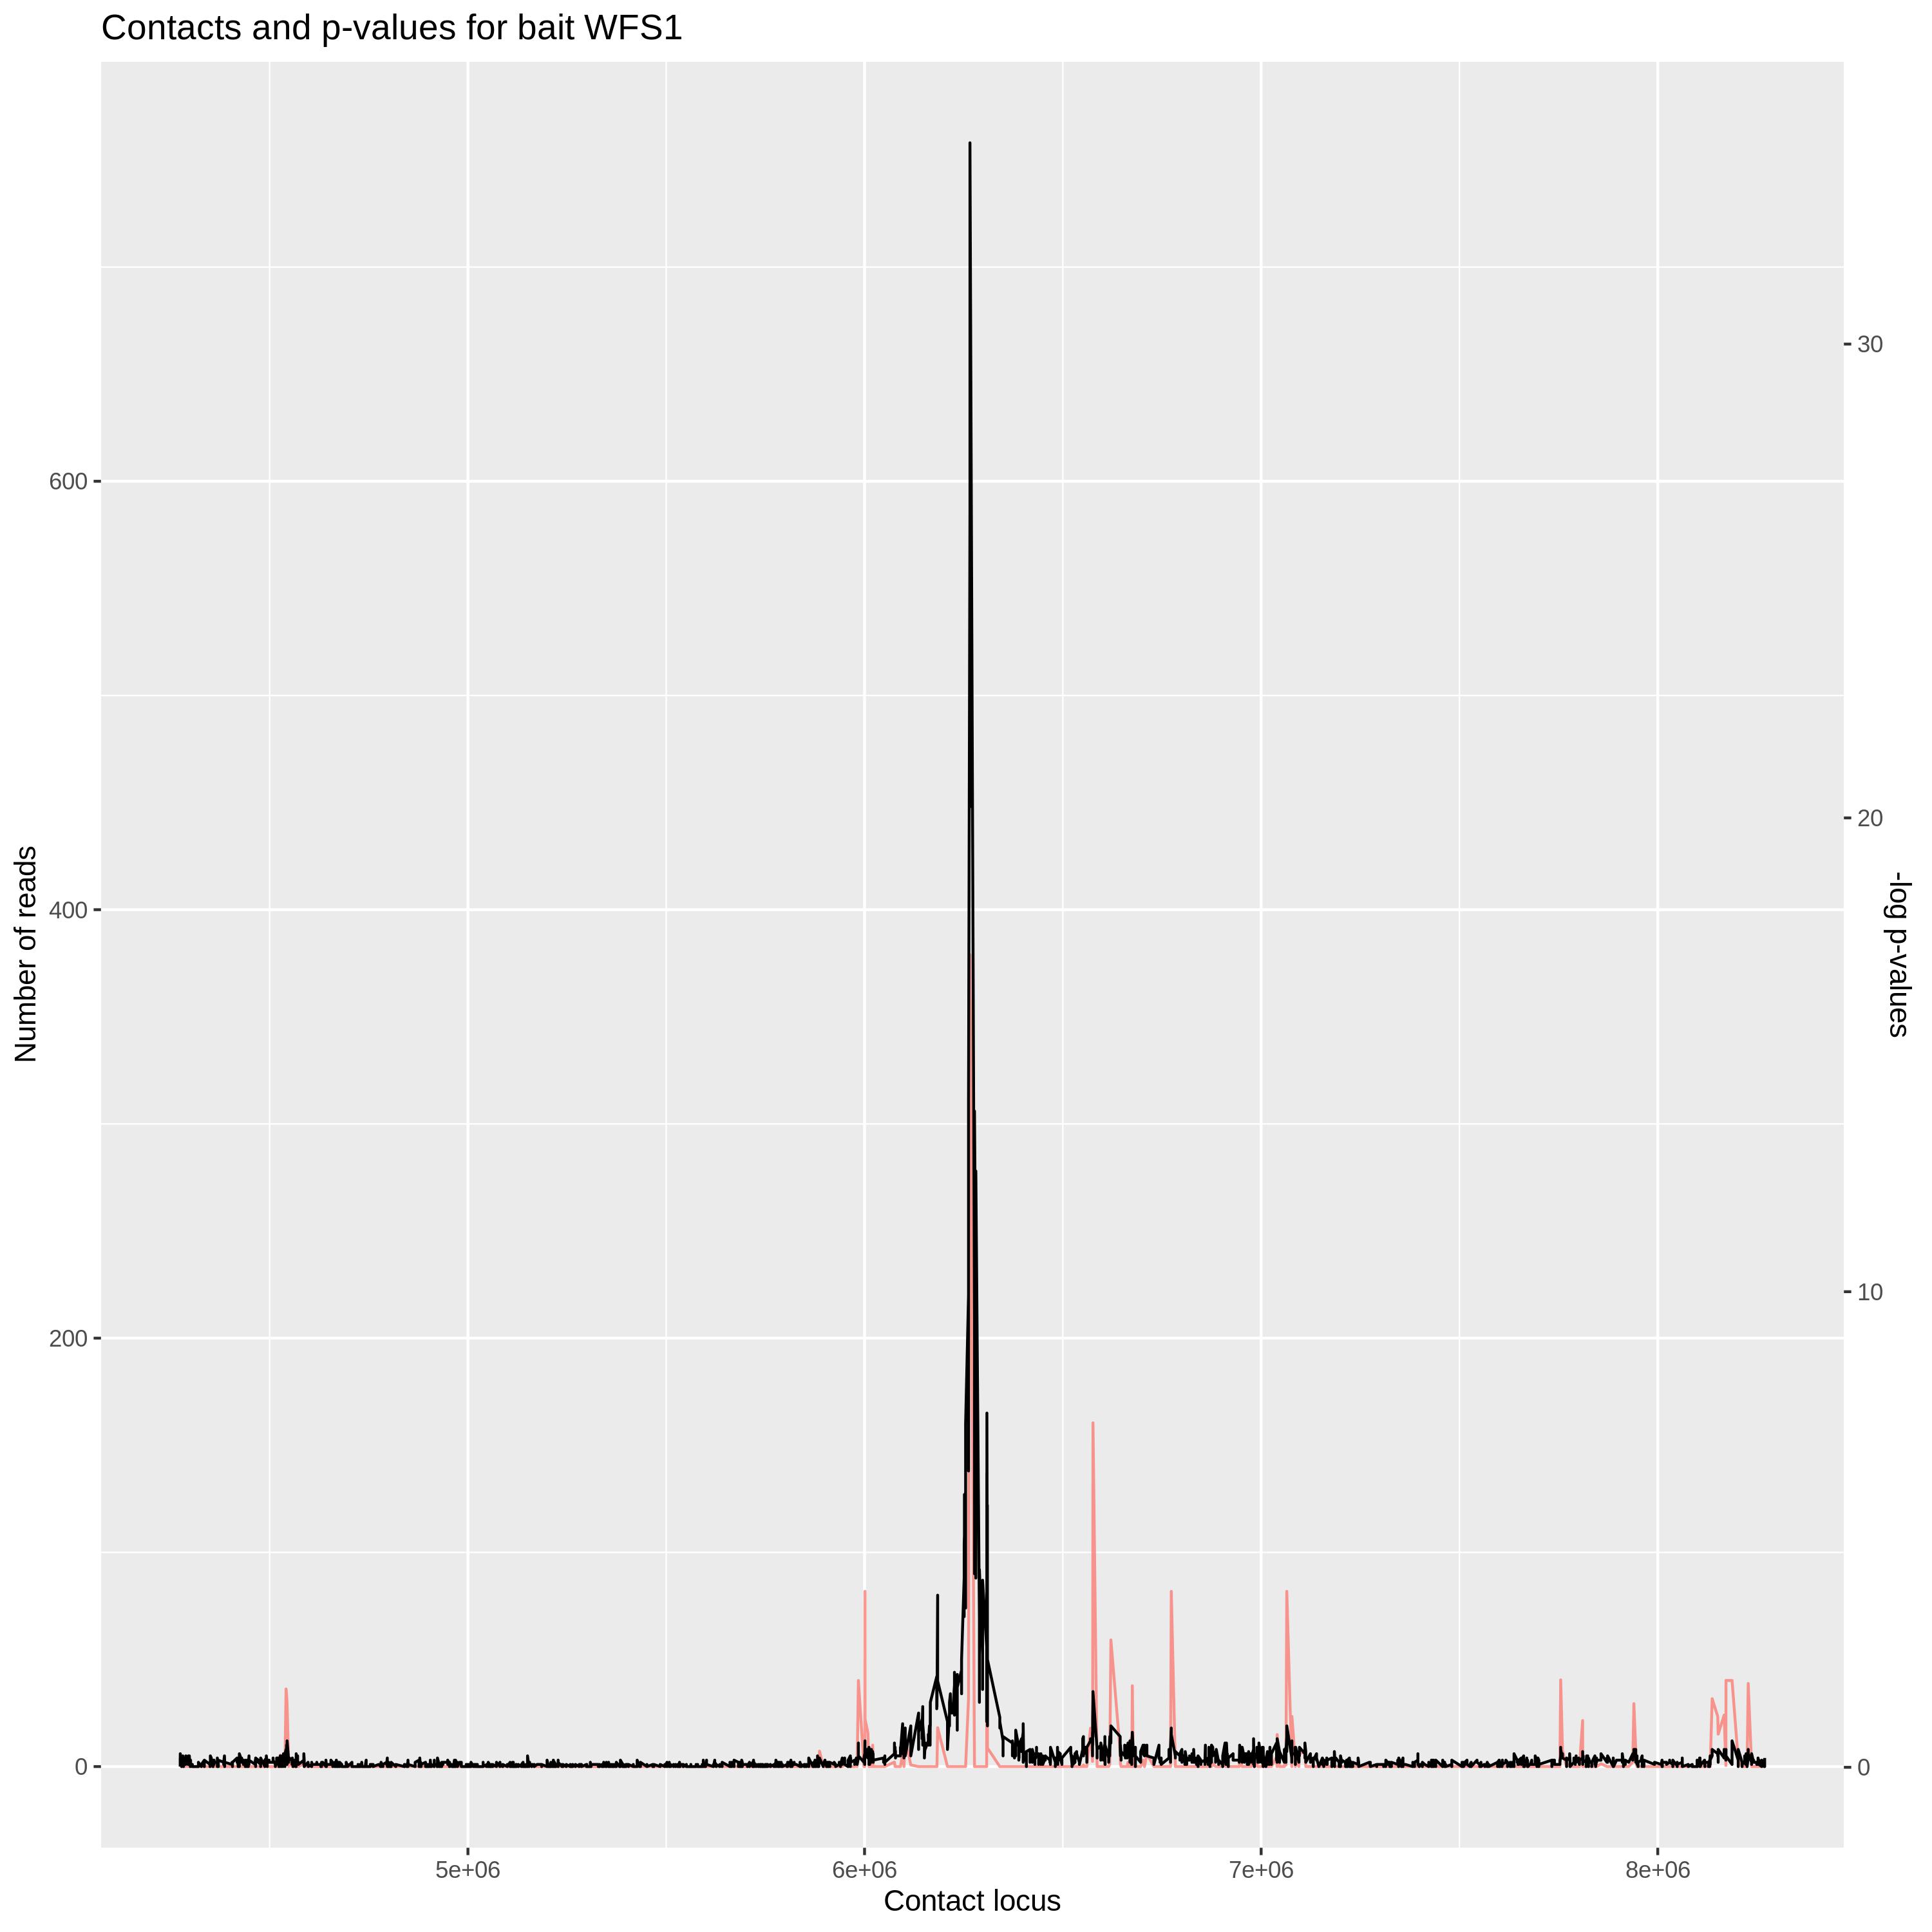 Contacts and p-values for bait WFS1
Number of reads
600
400
200
0
30
20
10
0
-log p-values
5e+06
6e+06
7e+06
8e+06
Contact locus